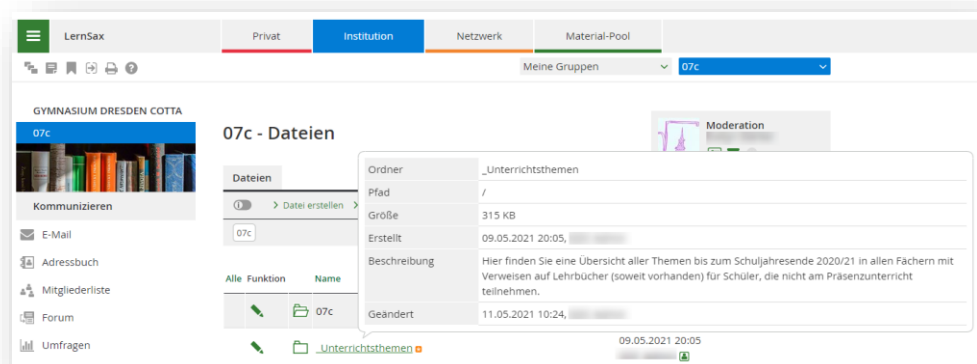 LernSax Privat Institution Netzwerk Material-Pool
Meine Gruppen 07c
GYMNASIUM DRESDEN COTTA
07c
07c - Dateien
Moderation
Dateien
> Datei erstellen >
07c
Kommunizieren
E-Mail
Adressbuch
Mitgliederliste
Forum
Umfragen
Alle Funktion Name
07c
_Unterrichtsthemen
09.05.2021 20:05
Ordner _Unterrichtsthemen
Pfad /
Größe 315 KB
Erstellt 09.05.2021 20:05,
Beschreibung Hier finden Sie eine Übersicht aller Themen bis zum Schuljahresende 2020/21 in allen Fächern mit
Verweisen auf Lehrbücher (soweit vorhanden) für Schüler, die nicht am Präsenzunterricht
teilnehmen.
Geändert 11.05.2021 10:24,